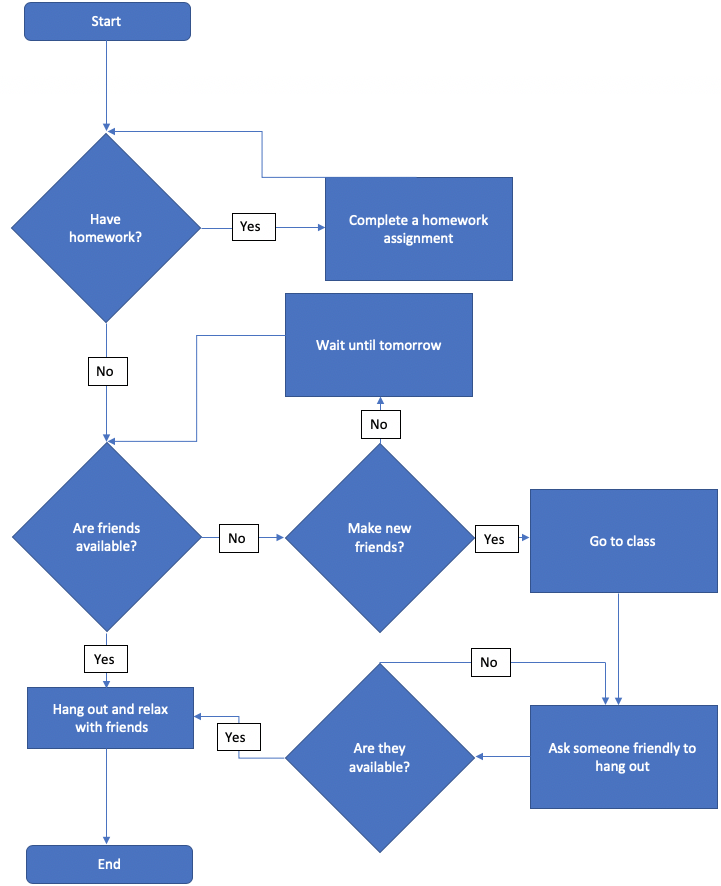 Start
Have
homework?
Yes
Complete a homework
assignment
No
Wait until tomorrow
No
Are friends
available?
No
Make new
friends?
Yes
Go to class
Yes
No
Hang out and relax
with friends
Yes
Are they
available?
Ask someone friendly to
hang out
End